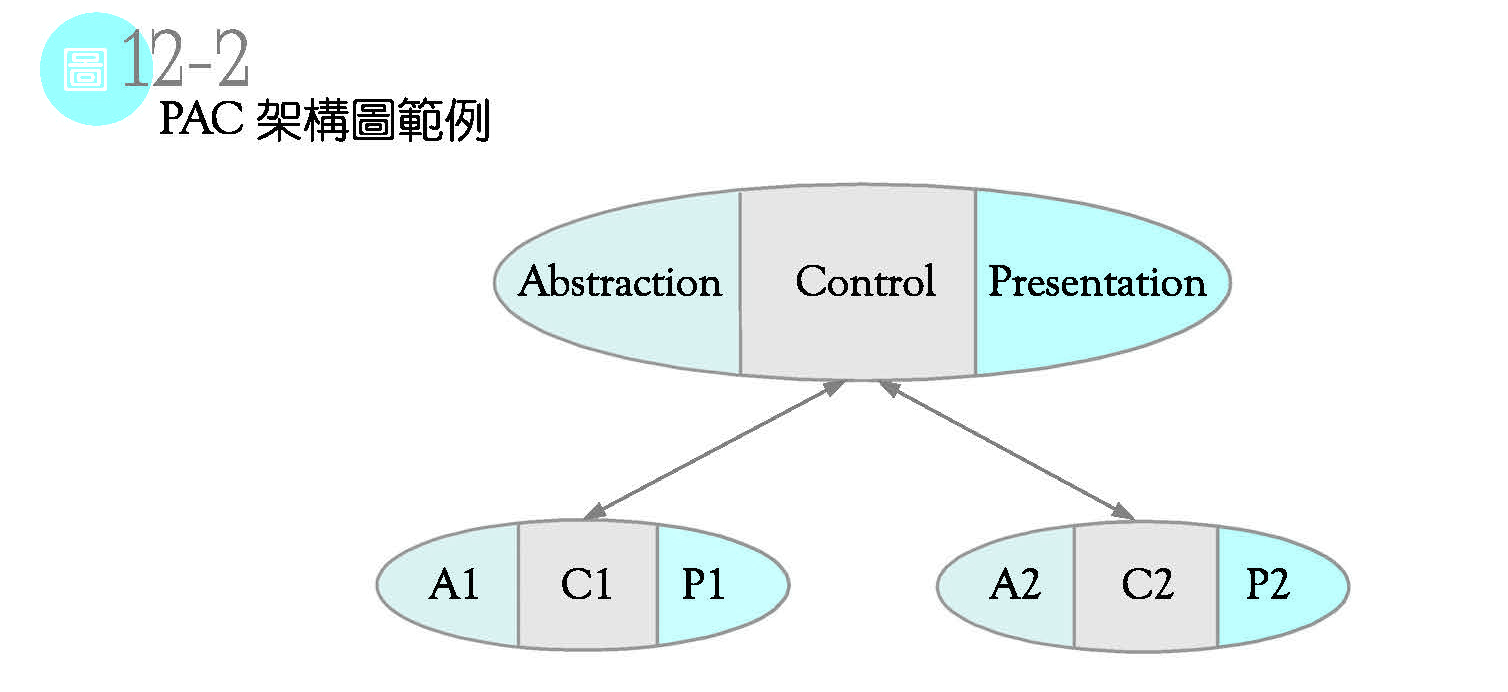 圖 12-2
PAC 架構圖範例
Abstraction Control Presentation
A1 C1 P1 A2 C2 P2